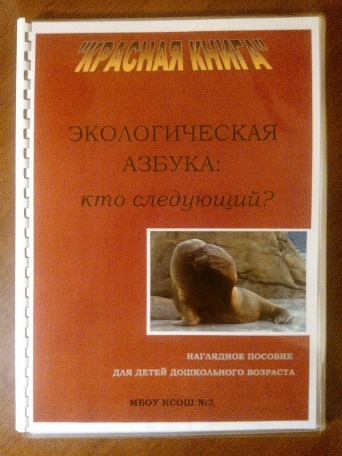 "КРАСНАЯ КНИГА"
ЭКОЛОГИЧЕСКАЯ
АЗБУКА:
кто следующий?
НАГЛЯДНОЕ ПОСОБИЕ
ДЛЯ ДЕТЕЙ ДОШКОЛЬНОГО ВОЗРАСТА
МБОУ КСОШ №3.